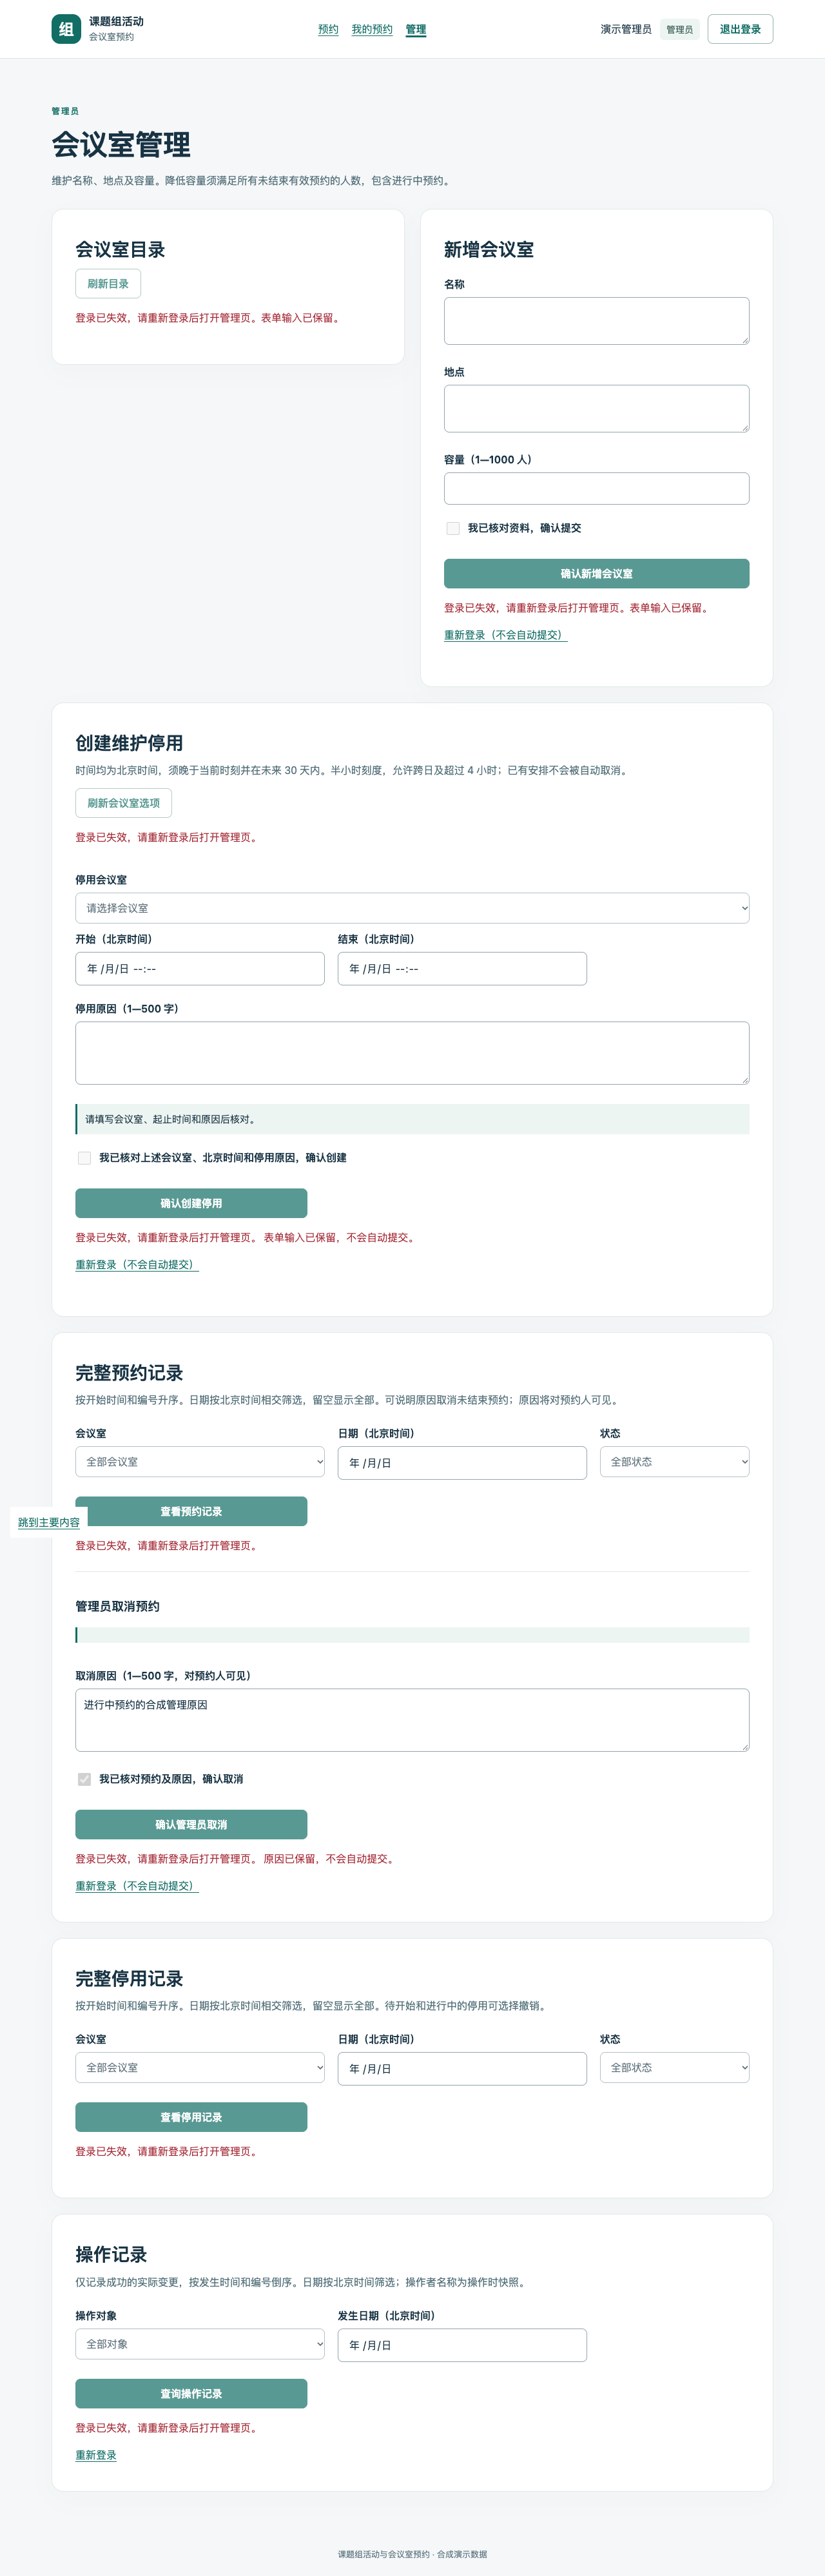 组
课题组活动
会议室预约
预约 我的预约 管理
演示管理员 管理员 退出登录
管理员
会议室管理
维护名称、地点及容量。降低容量须满足所有未结束有效预约的人数，包含进行中预约。
会议室目录
刷新目录
登录已失效，请重新登录后打开管理页。表单输入已保留。
新增会议室
名称
地点
容量（1—1000 人）
我已核对资料，确认提交
确认新增会议室
登录已失效，请重新登录后打开管理页。表单输入已保留。
重新登录（不会自动提交）
创建维护停用
时间均为北京时间，须晚于当前时刻并在未来 30 天内。半小时刻度，允许跨日及超过 4 小时；已有安排不会被自动取消。
刷新会议室选项
登录已失效，请重新登录后打开管理页。
停用会议室
请选择会议室
开始（北京时间） 结束（北京时间）
年 /月/日 --:-- 年 /月/日 --:--
停用原因（1—500 字）
请填写会议室、起止时间和原因后核对。
我已核对上述会议室、北京时间和停用原因，确认创建
确认创建停用
登录已失效，请重新登录后打开管理页。 表单输入已保留，不会自动提交。
重新登录（不会自动提交）
完整预约记录
按开始时间和编号升序。日期按北京时间相交筛选，留空显示全部。可说明原因取消未结束预约；原因将对预约人可见。
会议室 日期（北京时间） 状态
全部会议室 年 /月/日 全部状态
查看预约记录
跳到主要内容
登录已失效，请重新登录后打开管理页。
管理员取消预约
取消原因（1—500 字，对预约人可见）
进行中预约的合成管理原因
我已核对预约及原因，确认取消
确认管理员取消
登录已失效，请重新登录后打开管理页。 原因已保留，不会自动提交。
重新登录（不会自动提交）
完整停用记录
按开始时间和编号升序。日期按北京时间相交筛选，留空显示全部。待开始和进行中的停用可选择撤销。
会议室 日期（北京时间） 状态
全部会议室 年 /月/日 全部状态
查看停用记录
登录已失效，请重新登录后打开管理页。
操作记录
仅记录成功的实际变更，按发生时间和编号倒序。日期按北京时间筛选；操作者名称为操作时快照。
操作对象 发生日期（北京时间）
全部对象 年 /月/日
查询操作记录
登录已失效，请重新登录后打开管理页。
重新登录
课题组活动与会议室预约 · 合成演示数据